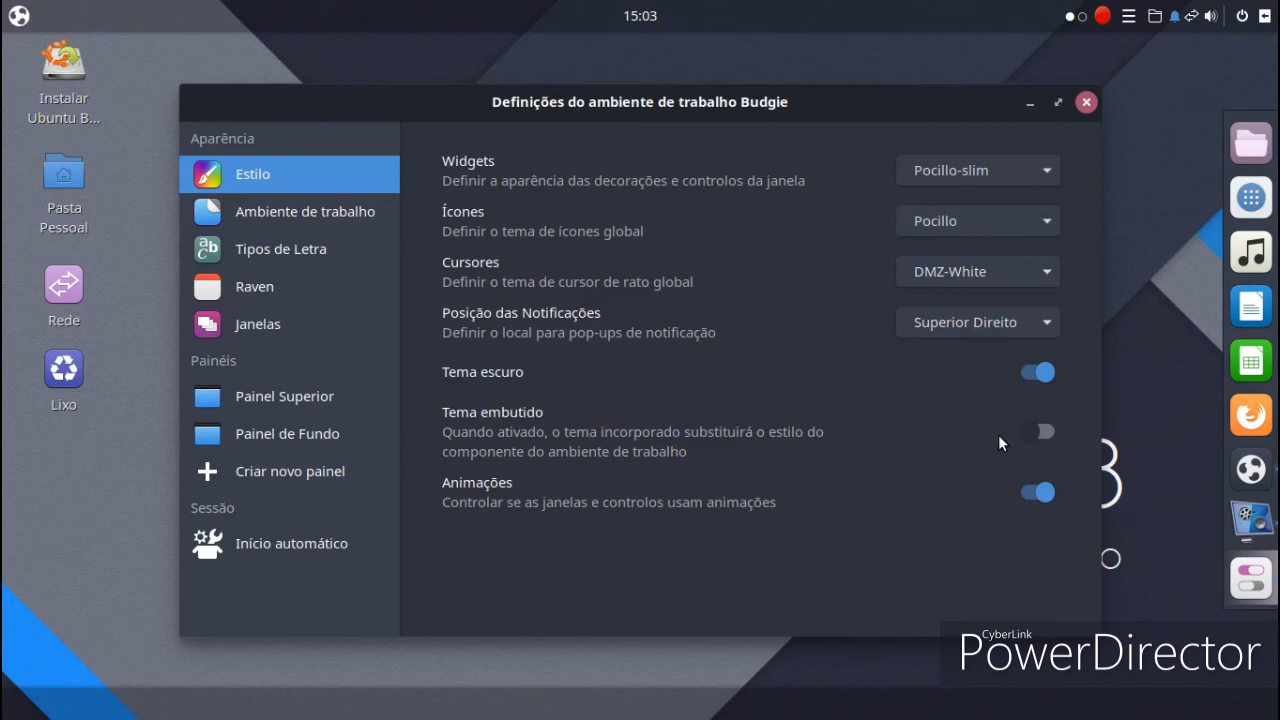 15:03
Instalar
Ubuntu B...
Pasta
Pessoal
Rede
Lixo
Definições do ambiente de trabalho Budgie
Aparência
Estilo
Ambiente de trabalho
Tipos de Letra
Raven
Janelas
Painéis
Painel Superior
Painel de Fundo
Criar novo painel
Sessão
Início automático
Widgets
Definir a aparência das decorações e controlos da janela
Pocillo-slim
Ícones
Definir o tema de ícones global
Pocillo
Cursores
Definir o tema de cursor de rato global
DMZ-White
Posição das Notificações
Definir o local para pop-ups de notificação
Superior Direito
Tema escuro
Tema embutido
Quando ativado, o tema incorporado substituirá o estilo do
componente do ambiente de trabalho
Animações
Controlar se as janelas e controlos usam animações
CyberLink
PowerDirector